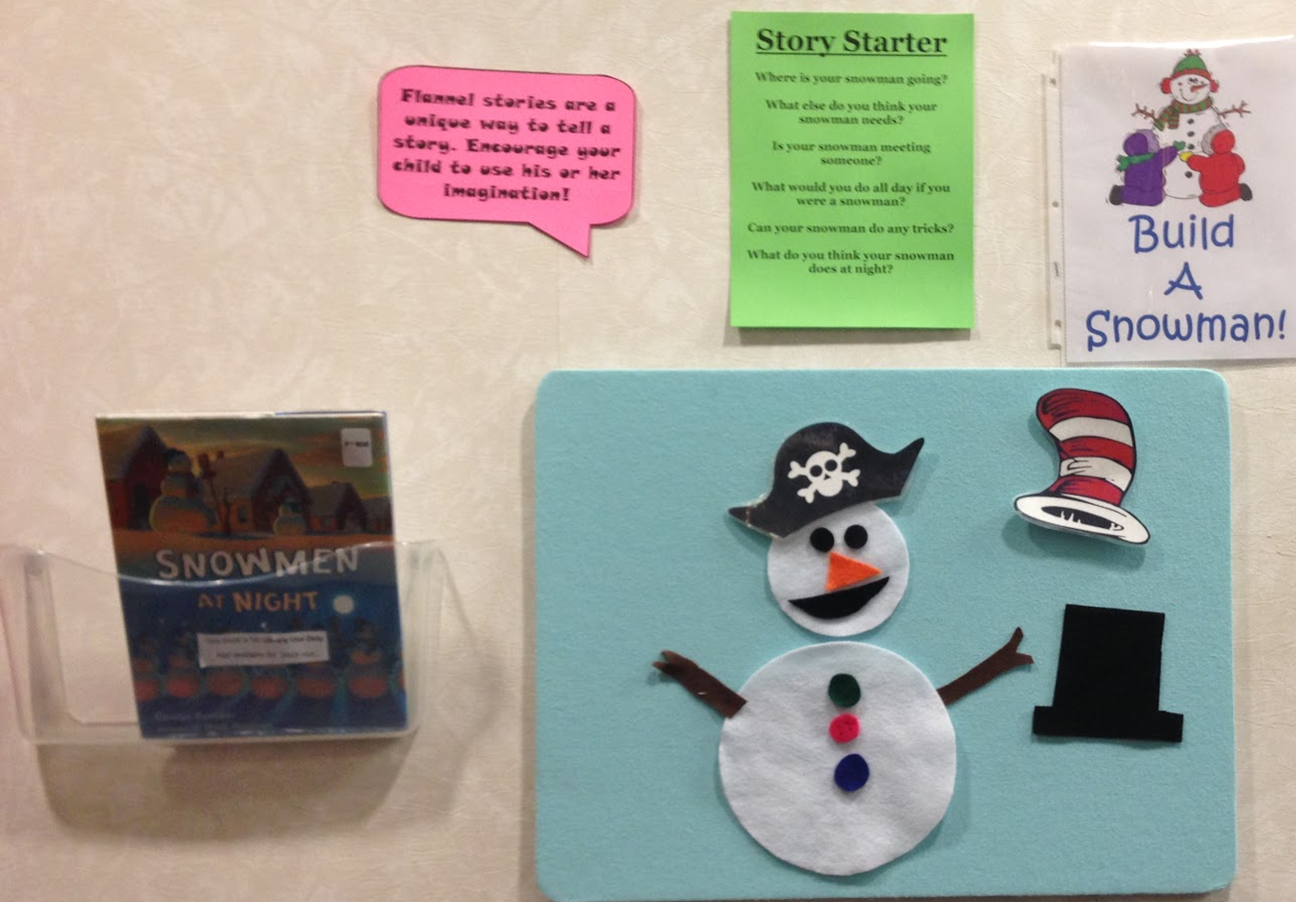 Flannel stories are a
unique way to tell a
story. Encourage your
child to use his or her
imagination!
Story Starter
Where is your snowman going?
What else do you think your
snowman needs?
Is your snowman meeting
someone?
What would you do all day if you
were a snowman?
Can your snowman do any tricks?
What do you think your snowman
does at night?
Build
A
Snowman!
SNOWMEN
AT NIGHT